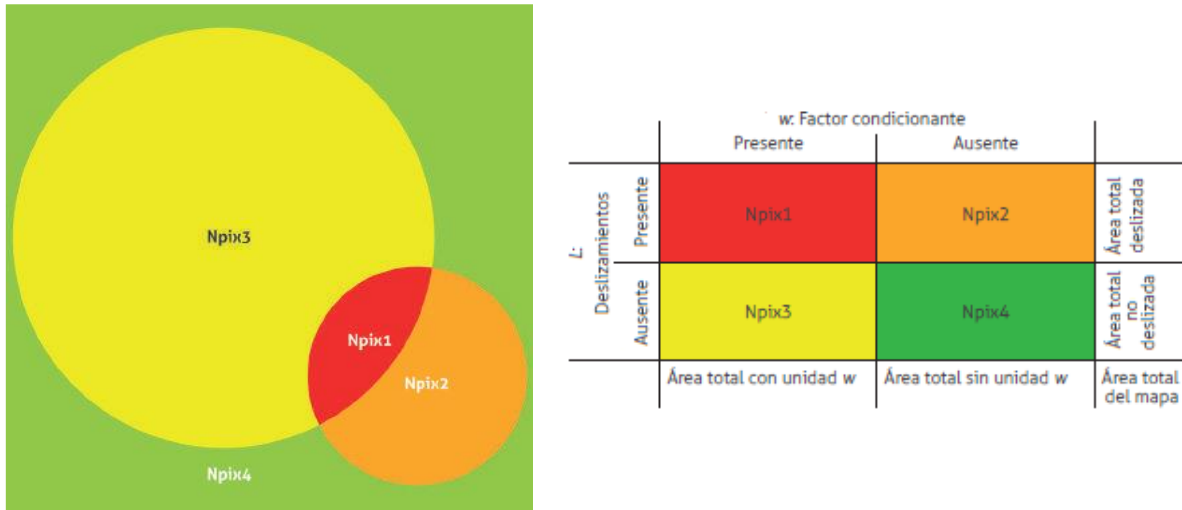 Npix3
Npix1
Npix2
Npix4
w: Factor condicionante
Presente
Ausente
L:
Deslizamientos
Presente
Npix1
Npix2
Área total
deslizada
Ausente
Npix3
Npix4
Área total
no
deslizada
Área total con unidad w
Área total sin unidad w
Área total
del mapa